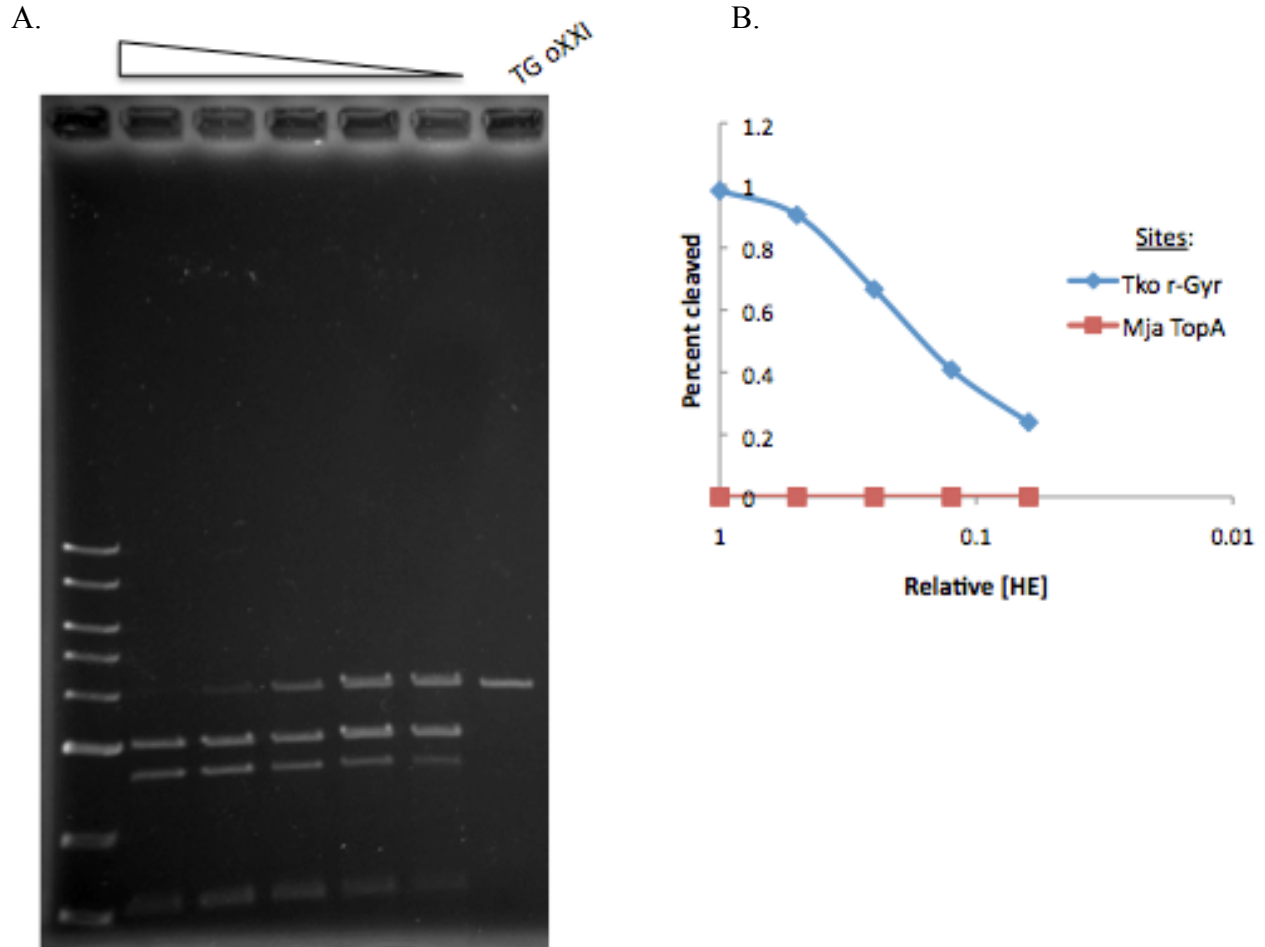 A.
TG oXXI
B.
1.2
1
0.8
0.6
0.4
0.2
0
Percent cleaved
1
0.1
0.01
Relative [HE]
Sites:
Tko r-Gyr
Mja TopA